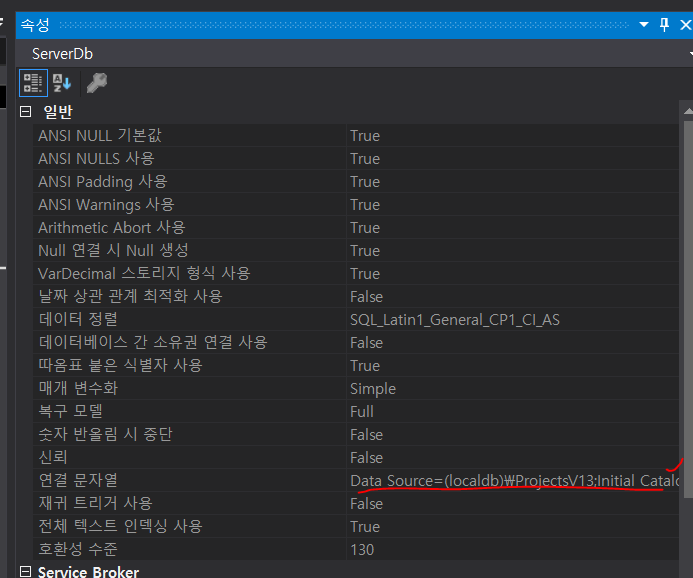 속성
ServerDb
일반
ANSI NULL 기본값 True
ANSI NULLS 사용 True
ANSI Padding 사용 True
ANSI Warnings 사용 True
Arithmetic Abort 사용 True
Null 연결 시 Null 생성 True
VarDecimal 스토리지 형식 사용 True
날짜 상관 관계 최적화 사용 False
데이터 정렬 SQL_Latin1_General_CP1_CI_AS
데이터베이스 간 소유권 연결 사용 False
따옴표 붙은 식별자 사용 True
매개 변수화 Simple
복구 모델 Full
숫자 반올림 시 중단 False
신뢰 False
연결 문자열 Data Source=(localdb)₩ProjectsV13;Initial Catalo
재귀 트리거 사용 False
전체 텍스트 인덱싱 사용 True
호환성 수준 130
Service Broker